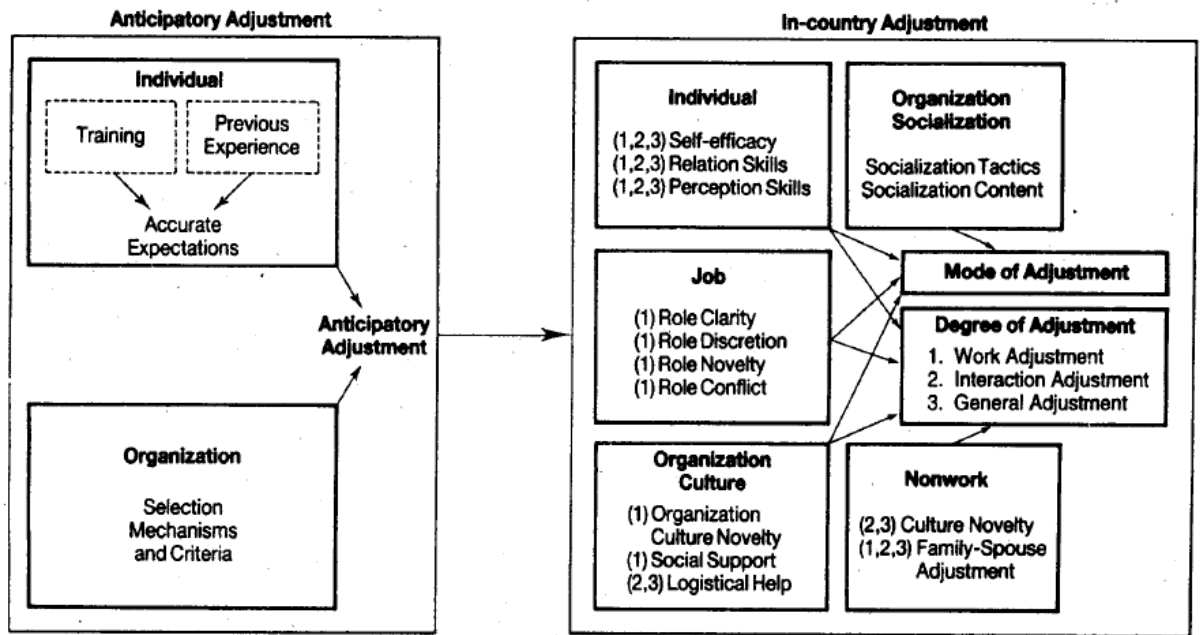 Anticipatory Adjustment
Individual
Training
Previous
Experience
Accurate
Expectations
Anticipatory
Adjustment
Organization
Selection
Mechanisms
and Criteria
In-country Adjustment
Individual
(1,2,3) Self-efficacy
(1,2,3) Relation Skills
(1,2,3) Perception Skills
Organization
Socialization
Socialization Tactics
Socialization Content
Job
(1) Role Clarity
(1) Role Discretion
(1) Role Novelty
(1) Role Conflict
Mode of Adjustment
Degree of Adjustment
1. Work Adjustment
2. Interaction Adjustment
3. General Adjustment
Organization
Culture
(1) Organization
Culture Novelty
(1) Social Support
(2,3) Logistical Help
Nonwork
(2,3) Culture Novelty
(1,2,3) Family-Spouse
Adjustment